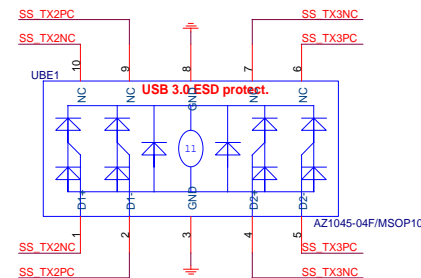 SS_TX2PC SS_TX3NC
SS_TX2NC SS_TX3PC
10 9 8 7 6
UBE1
USB 3.0 ESD protect.
NC NC GND NC NC
11
D1+ D1- GND D2+ D2-
AZ1045-04F/MSOP10
1 2 3 4 5
SS_TX2NC SS_TX3PC
SS_TX2PC SS_TX3NC